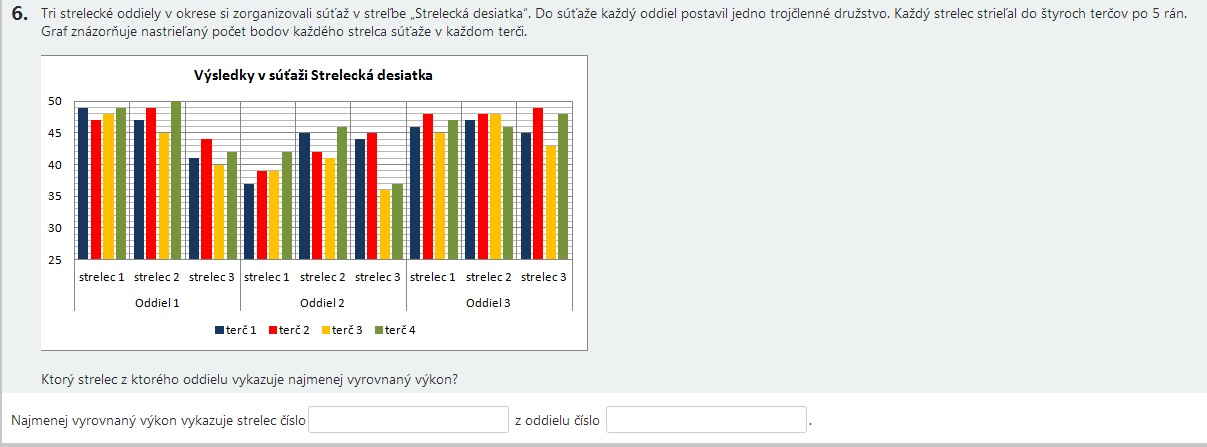 6. Tri strelecké oddiely v okrese si zorganizovali súťaž v streľbe „Strelecká desiatka“. Do súťaže každý oddiel postavil jedno trojčlenné družstvo. Každý strelec strieľal do štyroch terčov po 5 rán.
Graf znázorňuje nastrieľaný počet bodov každého strelca súťaže v každom terči.
Výsledky v súťaži Strelecká desiatka
50
45
40
35
30
25
strelec 1 strelec 2 strelec 3 strelec 1 strelec 2 strelec 3 strelec 1 strelec 2 strelec 3
Oddiel 1 Oddiel 2 Oddiel 3
terč 1 terč 2 terč 3 terč 4
Ktorý strelec z ktorého oddielu vykazuje najmenej vyrovnaný výkon?
Najmenej vyrovnaný výkon vykazuje strelec číslo z oddielu číslo .